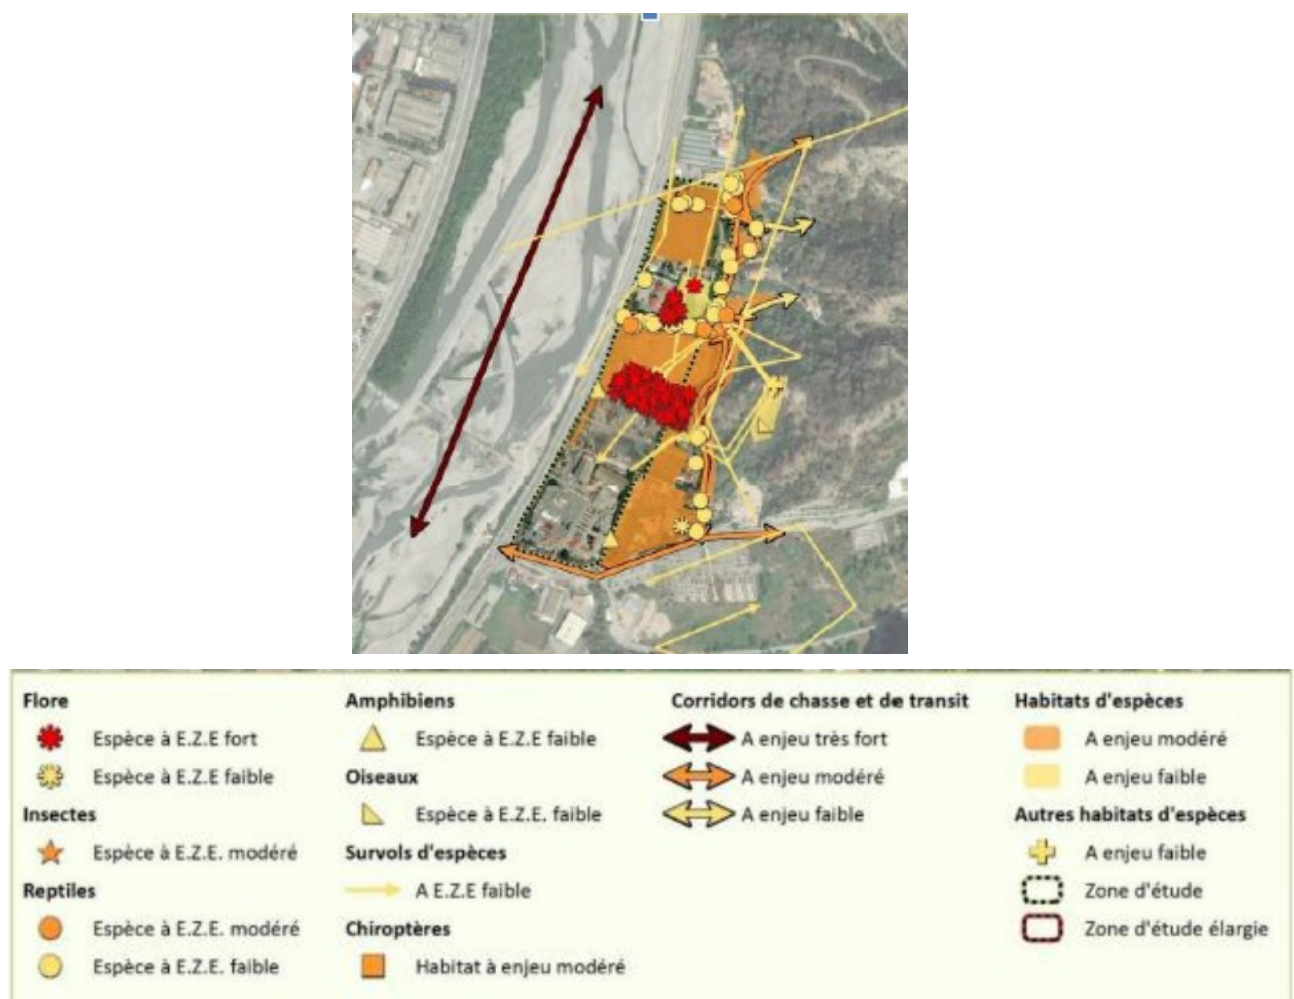 Flore
Espèce à E.Z.E fort
Espèce à E.Z.E faible
Insectes
Espèce à E.Z.E. modéré
Reptiles
Espèce à E.Z.E. modéré
Espèce à E.Z.E. faible
Amphibiens
Espèce à E.Z.E faible
Oiseaux
Espèce à E.Z.E. faible
Survols d'espèces
A E.Z.E faible
Chiroptères
Habitat à enjeu modéré
Corridors de chasse et de transit
A enjeu très fort
A enjeu modéré
A enjeu faible
Habitats d'espèces
A enjeu modéré
A enjeu faible
Autres habitats d'espèces
A enjeu faible
Zone d'étude
Zone d'étude élargie